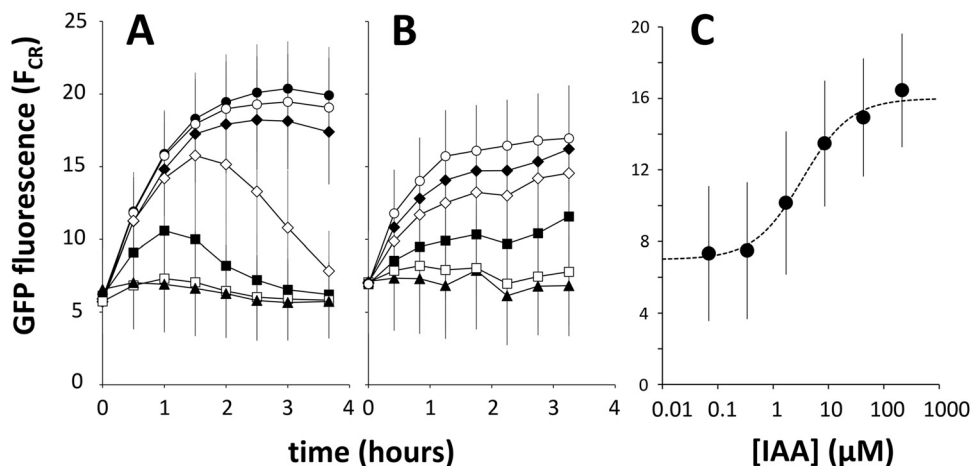 A
B
C
GFP fluorescence (FCR)
25
20
15
10
5
0
0 1 2 3 4
0 1 2 3 4
time (hours)
20
16
12
8
4
0
0.01 0.1 1 10 100 1000
[IAA] (µM)